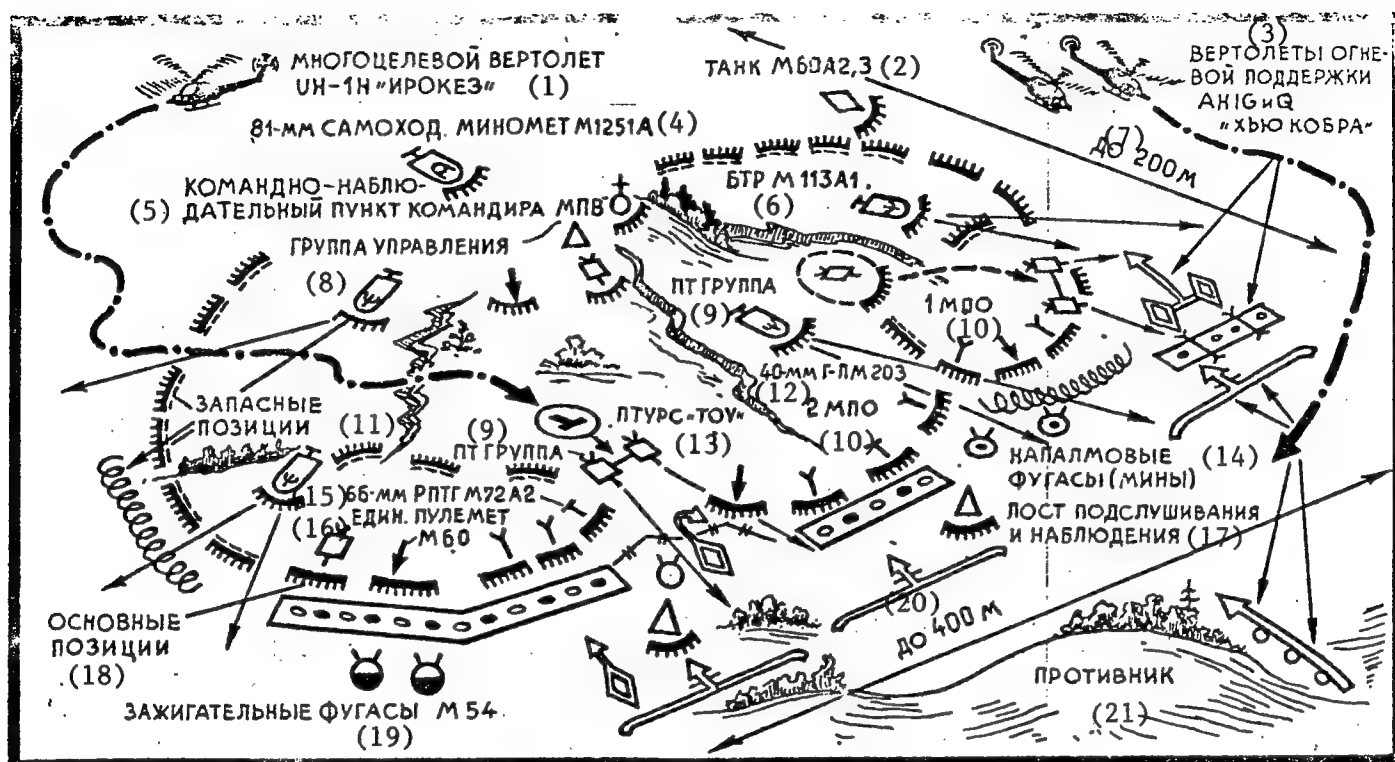 МНОГОЦЕЛЕВОЙ ВЕРТОЛЕТ
UH-1H "ИРОКЕЗ" (1)
ТАНК М60А2,3 (2)
(3)
ВЕРТОЛЕТЫ ОГНЕ-
ВОЙ ПОДДЕРЖКИ
AH1G и Q
"ХЬЮ КОБРА"
81-мм САМОХОД. МИНОМЕТ М1251А (4)
(7)
ДО 200 М
КОМАНДНО-НАБЛЮ-
(5) ДАТЕЛЬНЫЙ ПУНКТ КОМАНДИРА МПВ
БТР М 113А1
(6)
ГРУППА УПРАВЛЕНИЯ
(8)
ПТ ГРУППА
(9)
1 МПО
(10)
40-ММ Г-П М 203
(12)
2 МПО
(10)
ЗАПАСНЫЕ
ПОЗИЦИИ
(11)
(9)
ПТ ГРУППА
ПТУРС "ТОУ"
(13)
НАПАЛМОВЫЕ (14)
ФУГАСЫ (МИНЫ)
(15) 66-мм РПТГ М72А2
(16) ЕДИН. ПУЛЕМЕТ
М60
ПОСТ ПОДСЛУШИВАНИЯ
И НАБЛЮДЕНИЯ (17)
ОСНОВНЫЕ
ПОЗИЦИИ
(18)
(20)
ДО 400 М
ПРОТИВНИК
(21)
ЗАЖИГАТЕЛЬНЫЕ ФУГАСЫ М 54
(19)